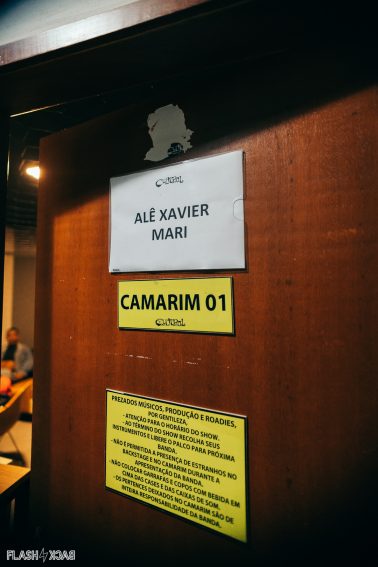 ALÊ XAVIER
MARI
CAMARIM 01
PREZADOS MÚSICOS, PRODUÇÃO E ROADIES,
POR GENTILEZA,
- ATENÇÃO PARA O HORÁRIO DO SHOW.
- AO TÉRMINO DO SHOW RECOLHA SEUS
INSTRUMENTOS E LIBERE O PALCO PARA PRÓXIMA
BANDA.
- NÃO É PERMITIDA A PRESENÇA DE ESTRANHOS NO
BACKSTAGE E NO CAMARIM DURANTE A
APRESENTAÇÃO DA BANDA.
- NÃO COLOCAR GARRAFAS E COPOS COM BEBIDA EM
CIMA DAS CASES E DAS CAIXAS DE SOM.
- OS PERTENCES DEIXADOS NO CAMARIM SÃO DE
INTEIRA RESPONSABILIDADE DA BANDA.
FLASH BACX